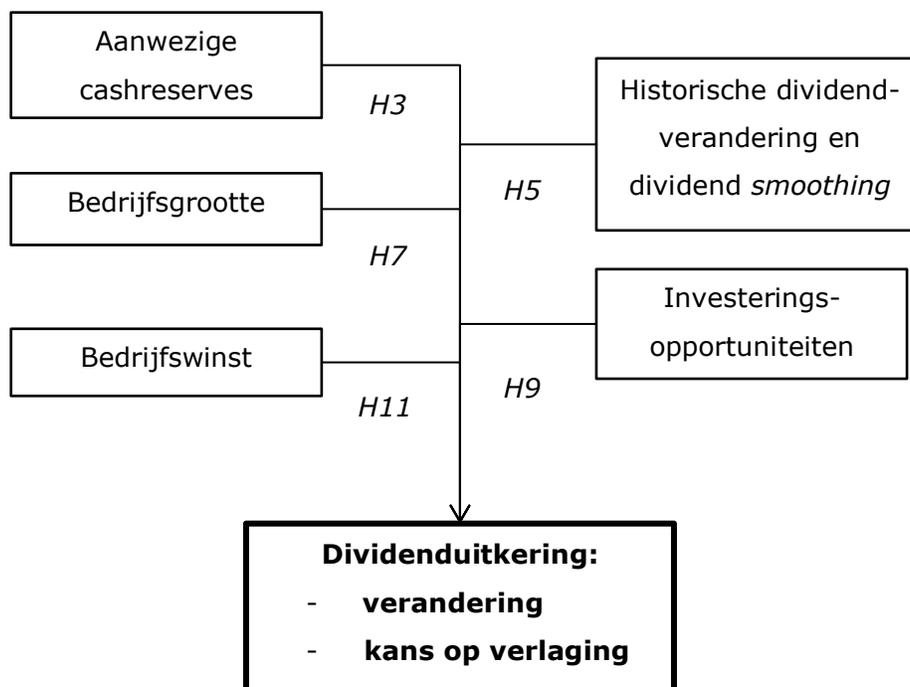 Aanwezige
cashreserves
H3
Historische dividend-
verandering en
dividend smoothing
H5
Bedrijfsgrootte
H7
Investerings-
opportuniteiten
H9
Bedrijfswinst
H11
Dividenduitkering:
- verandering
- kans op verlaging